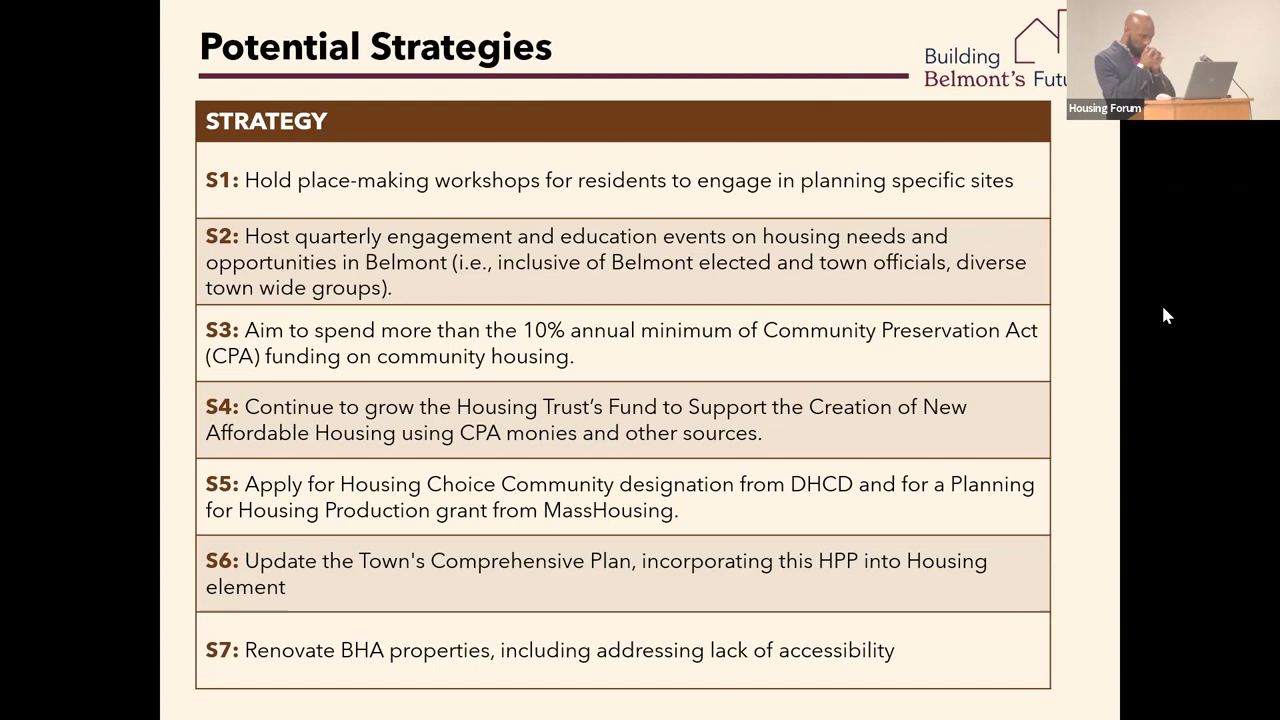 Potential Strategies
Building
Belmont's Futu
Housing Forum
STRATEGY
S1: Hold place-making workshops for residents to engage in planning specific sites
S2: Host quarterly engagement and education events on housing needs and
opportunities in Belmont (i.e., inclusive of Belmont elected and town officials, diverse
town wide groups).
S3: Aim to spend more than the 10% annual minimum of Community Preservation Act
(CPA) funding on community housing.
S4: Continue to grow the Housing Trust’s Fund to Support the Creation of New
Affordable Housing using CPA monies and other sources.
S5: Apply for Housing Choice Community designation from DHCD and for a Planning
for Housing Production grant from MassHousing.
S6: Update the Town's Comprehensive Plan, incorporating this HPP into Housing
element
S7: Renovate BHA properties, including addressing lack of accessibility